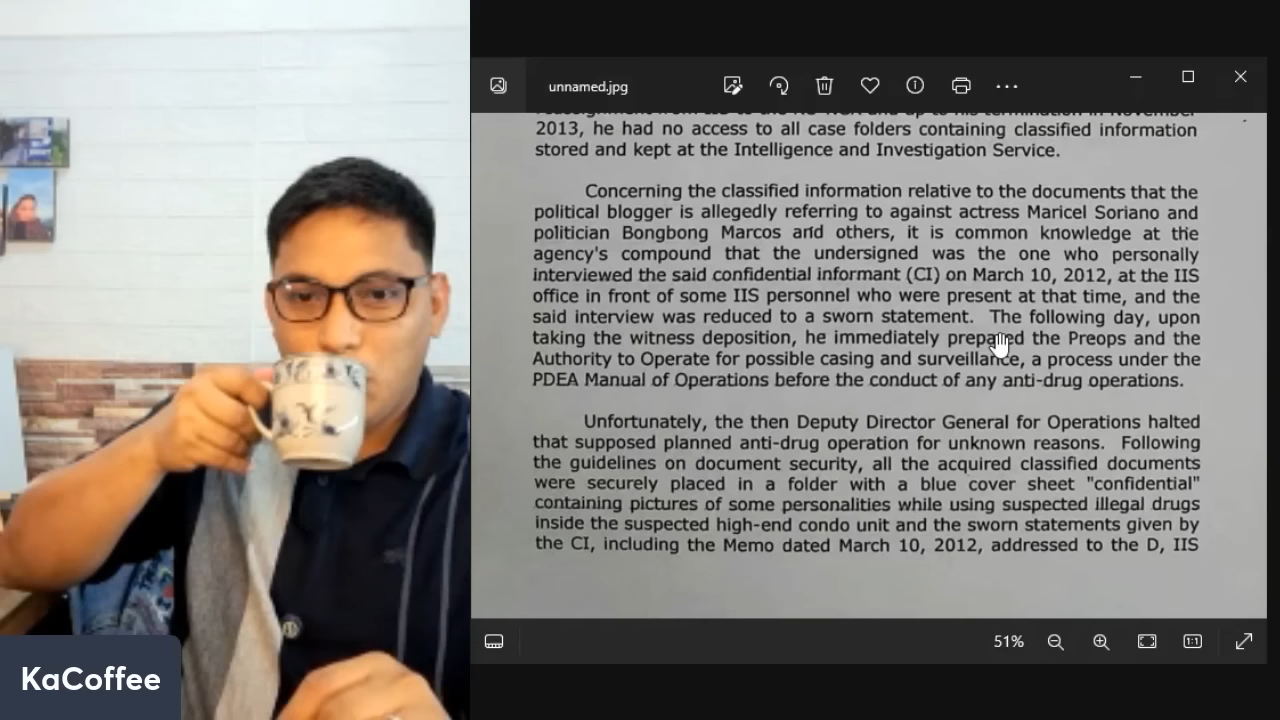 unnamed.jpg
2013, he had no access to all case folders containing classified information
stored and kept at the Intelligence and Investigation Service.
Concerning the classified information relative to the documents that the
political blogger is allegedly referring to against actress Maricel Soriano and
politician Bongbong Marcos and others, it is common knowledge at the
agency's compound that the undersigned was the one who personally
interviewed the said confidential informant (CI) on March 10, 2012, at the IIS
office in front of some IIS personnel who were present at that time, and the
said interview was reduced to a sworn statement. The following day, upon
taking the witness deposition, he immediately prepared the Preops and the
Authority to Operate for possible casing and surveillance, a process under the
PDEA Manual of Operations before the conduct of any anti-drug operations.
Unfortunately, the then Deputy Director General for Operations halted
that supposed planned anti-drug operation for unknown reasons. Following
the guidelines on document security, all the acquired classified documents
were securely placed in a folder with a blue cover sheet "confidential"
containing pictures of some personalities while using suspected illegal drugs
inside the suspected high-end condo unit and the sworn statements given by
the CI, including the Memo dated March 10, 2012, addressed to the D, IIS
51%
1:1
KaCoffee